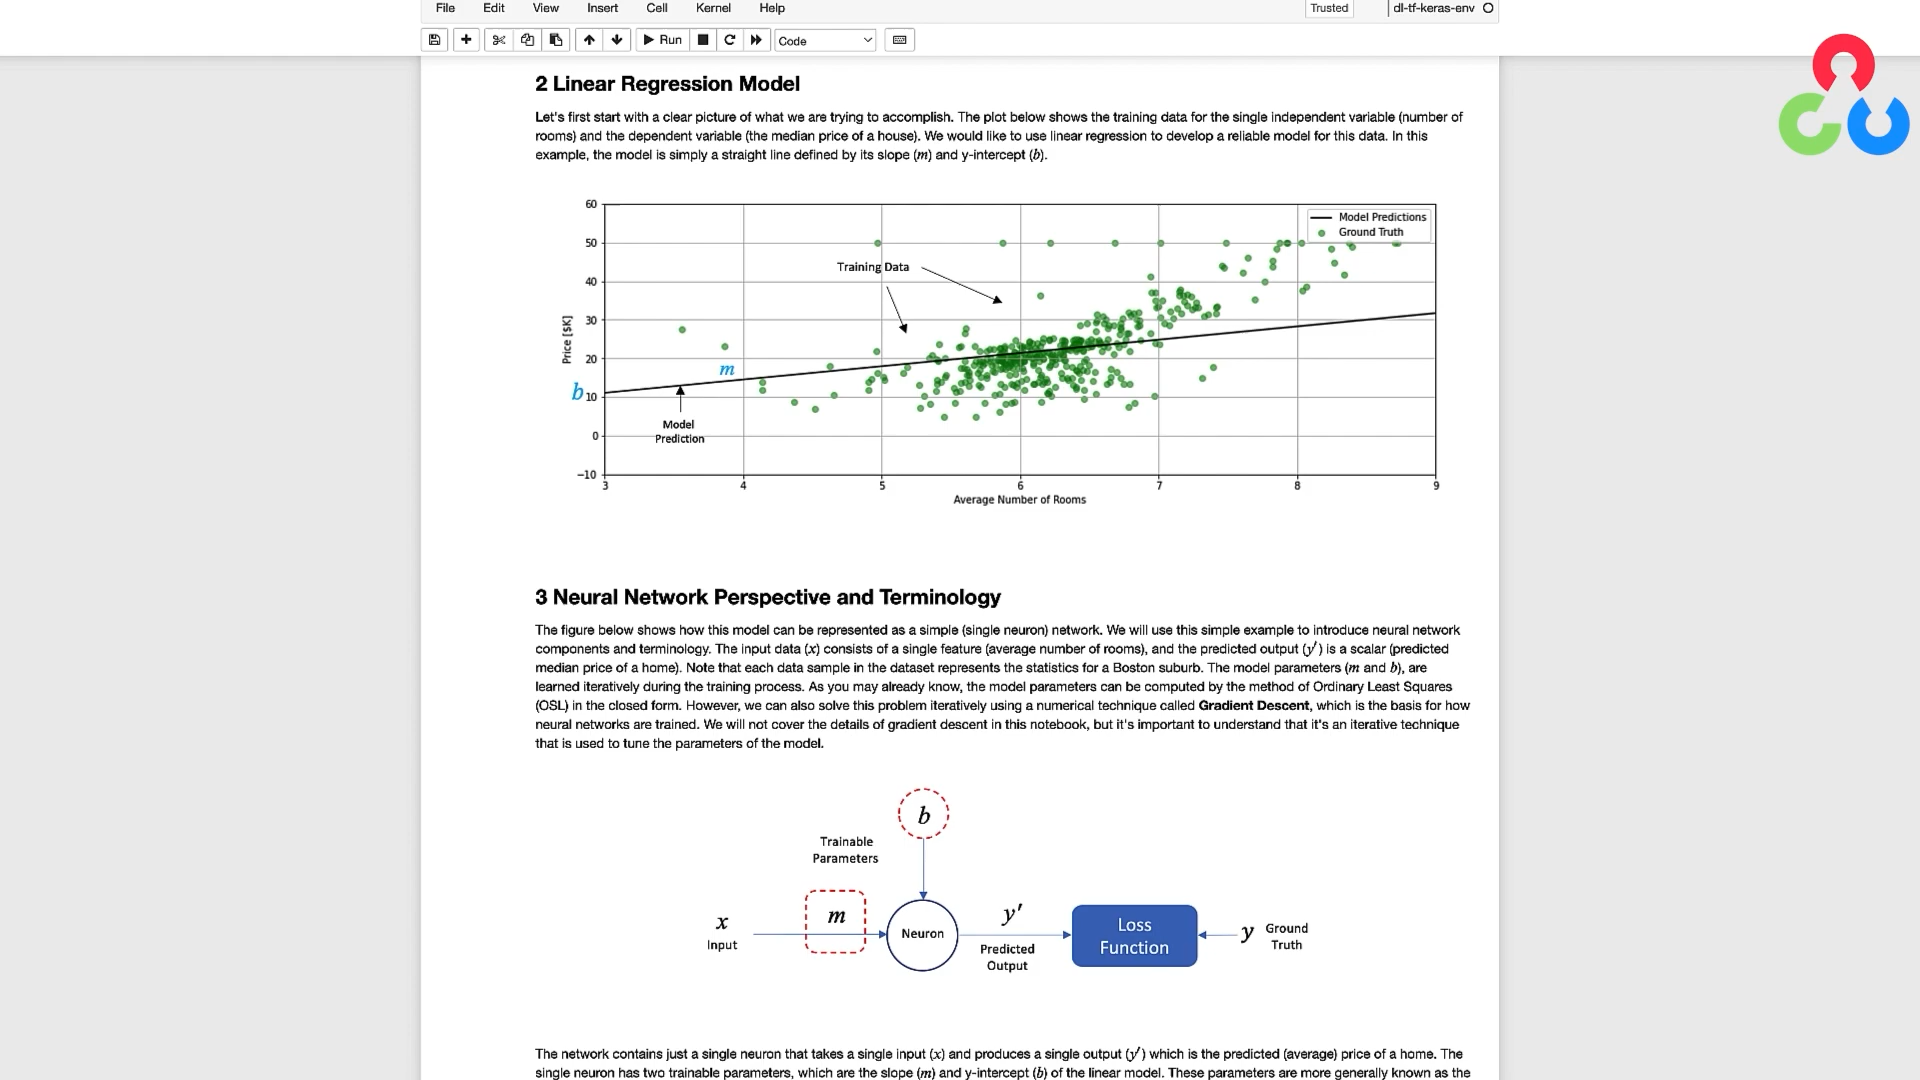 File Edit View Insert Cell Kernel Help Trusted dl-tf-keras-env
Run Code
2 Linear Regression Model
Let's first start with a clear picture of what we are trying to accomplish. The plot below shows the training data for the single independent variable (number of
rooms) and the dependent variable (the median price of a house). We would like to use linear regression to develop a reliable model for this data. In this
example, the model is simply a straight line defined by its slope (m) and y-intercept (b).
60
50
40
30
20
10
0
−10
Price [$K]
Model Predictions
Ground Truth
Training Data
m
b
Model
Prediction
3 4 5 6 7 8 9
Average Number of Rooms
3 Neural Network Perspective and Terminology
The figure below shows how this model can be represented as a simple (single neuron) network. We will use this simple example to introduce neural network
components and terminology. The input data (x) consists of a single feature (average number of rooms), and the predicted output (y′) is a scalar (predicted
median price of a home). Note that each data sample in the dataset represents the statistics for a Boston suburb. The model parameters (m and b), are
learned iteratively during the training process. As you may already know, the model parameters can be computed by the method of Ordinary Least Squares
(OSL) in the closed form. However, we can also solve this problem iteratively using a numerical technique called Gradient Descent, which is the basis for how
neural networks are trained. We will not cover the details of gradient descent in this notebook, but it's important to understand that it's an iterative technique
that is used to tune the parameters of the model.
b
Trainable
Parameters
x
Input
m
Neuron
y′
Predicted
Output
Loss
Function
y
Ground
Truth
The network contains just a single neuron that takes a single input (x) and produces a single output (y′) which is the predicted (average) price of a home. The
single neuron has two trainable parameters, which are the slope (m) and y-intercept (b) of the linear model. These parameters are more generally known as the